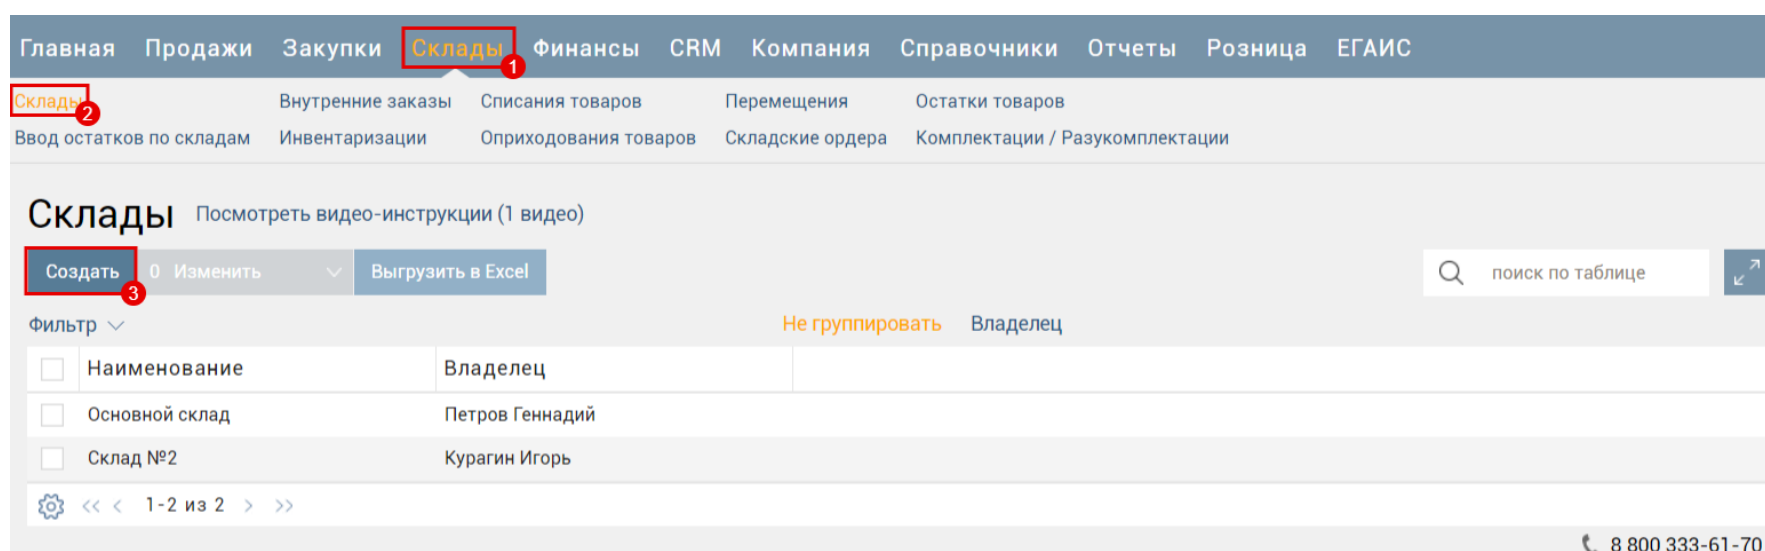 Главная Продажи Закупки Склады 1 Финансы CRM Компания Справочники Отчеты Розница ЕГАИС
Склады 2 Внутренние заказы Списания товаров Перемещения Остатки товаров
Ввод остатков по складам Инвентаризации Оприходования товаров Складские ордера Комплектации / Разукомплектации
Склады Посмотреть видео-инструкции (1 видео)
Создать 3 0 Изменить Выгрузить в Excel поиск по таблице
Фильтр Не группировать Владелец
Наименование Владелец
Основной склад Петров Геннадий
Склад №2 Курагин Игорь
<< < 1-2 из 2 > >>
8 800 333-61-70